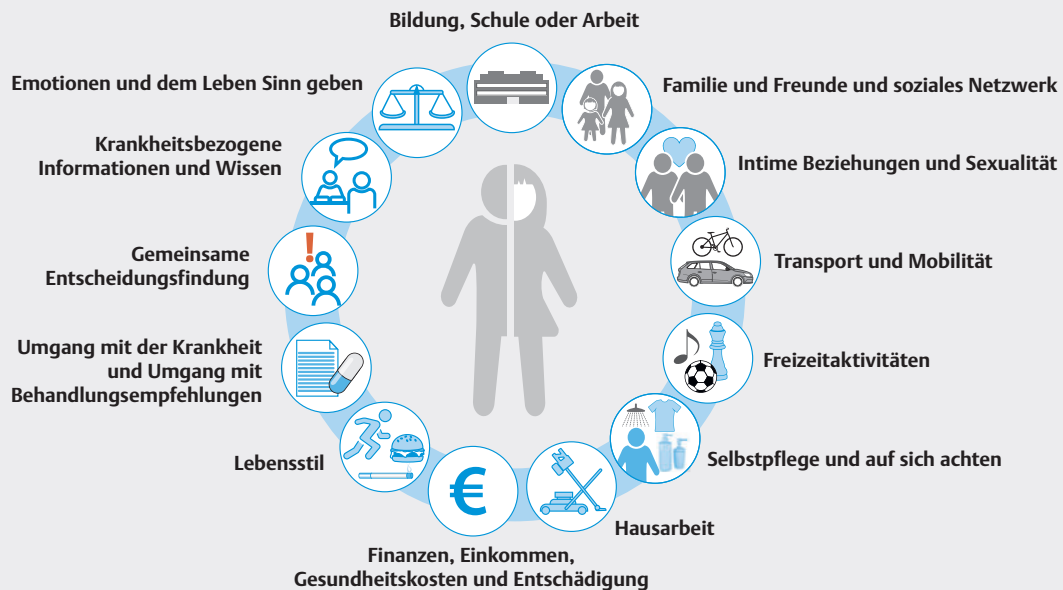 Bildung, Schule oder Arbeit
Familie und Freunde und soziales Netzwerk
Intime Beziehungen und Sexualität
Transport und Mobilität
Freizeitaktivitäten
Selbstpflege und auf sich achten
Hausarbeit
Finanzen, Einkommen,
Gesundheitskosten und Entschädigung
€
Lebensstil
Umgang mit der Krankheit
und Umgang mit
Behandlungsempfehlungen
Gemeinsame
Entscheidungsfindung
!
Krankheitsbezogene
Informationen und Wissen
Emotionen und dem Leben Sinn geben